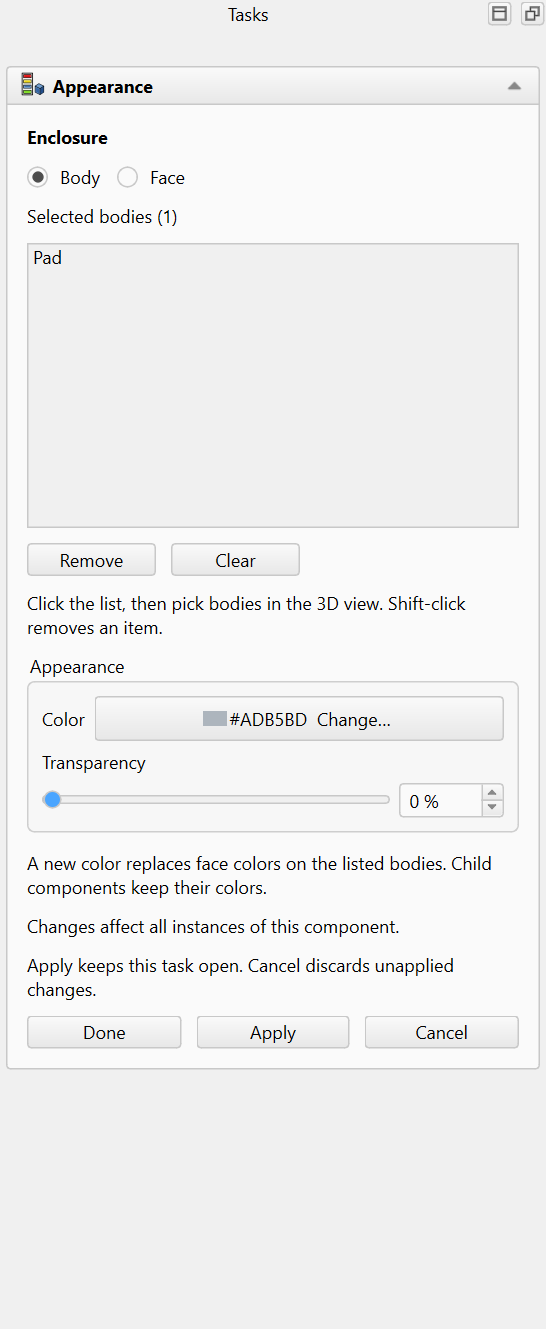 Tasks
Appearance
Enclosure
Body Face
Selected bodies (1)
Pad
Remove Clear
Click the list, then pick bodies in the 3D view. Shift-click
removes an item.
Appearance
Color #ADB5BD Change...
Transparency
0 %
A new color replaces face colors on the listed bodies. Child
components keep their colors.
Changes affect all instances of this component.
Apply keeps this task open. Cancel discards unapplied
changes.
Done Apply Cancel